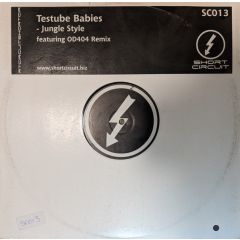 SC013
Testube Babies
- Jungle Style
featuring OD404 Remix
www.shortcircuit.biz
SHORT
CIRCUIT